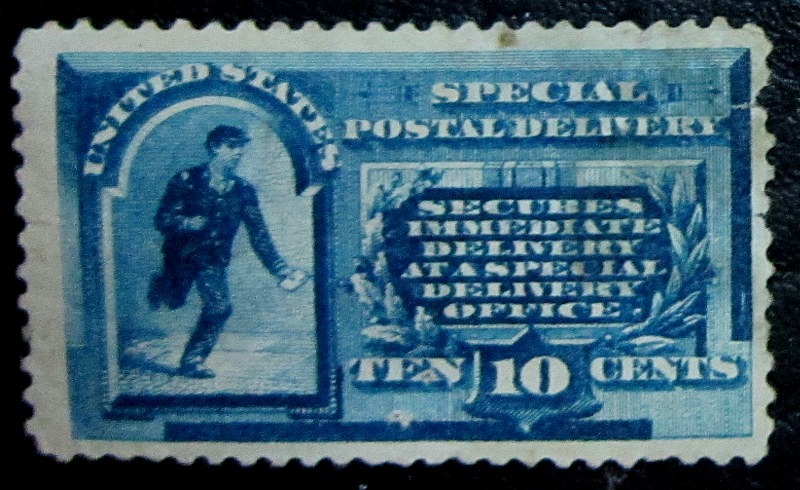 UNITED STATES
SPECIAL
POSTAL DELIVERY
SECURES
IMMEDIATE
DELIVERY
AT A SPECIAL
DELIVERY
OFFICE.
TEN 10 CENTS